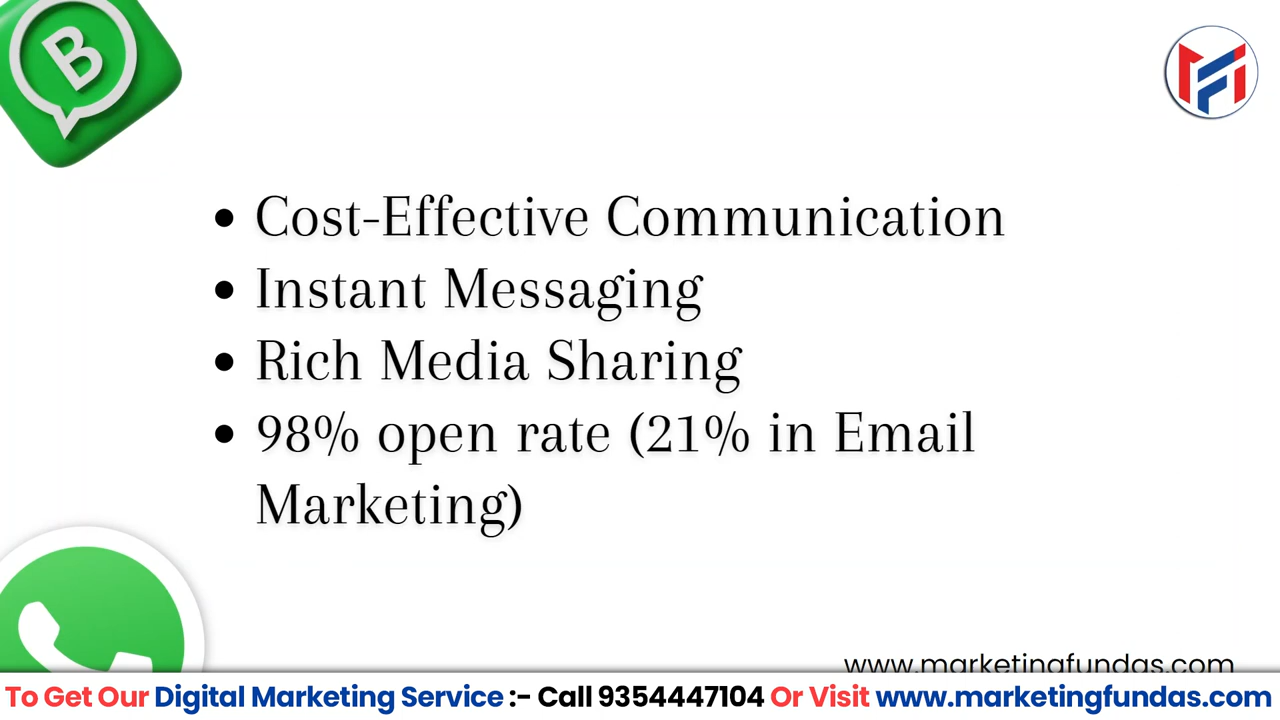 B
• Cost-Effective Communication
• Instant Messaging
• Rich Media Sharing
• 98% open rate (21% in Email
Marketing)
www.marketingfundas.com
To Get Our Digital Marketing Service :- Call 9354447104 Or Visit www.marketingfundas.com